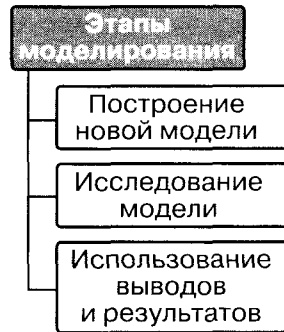 Этапы
моделирования
Построение
новой модели
Исследование
модели
Использование
выводов
и результатов